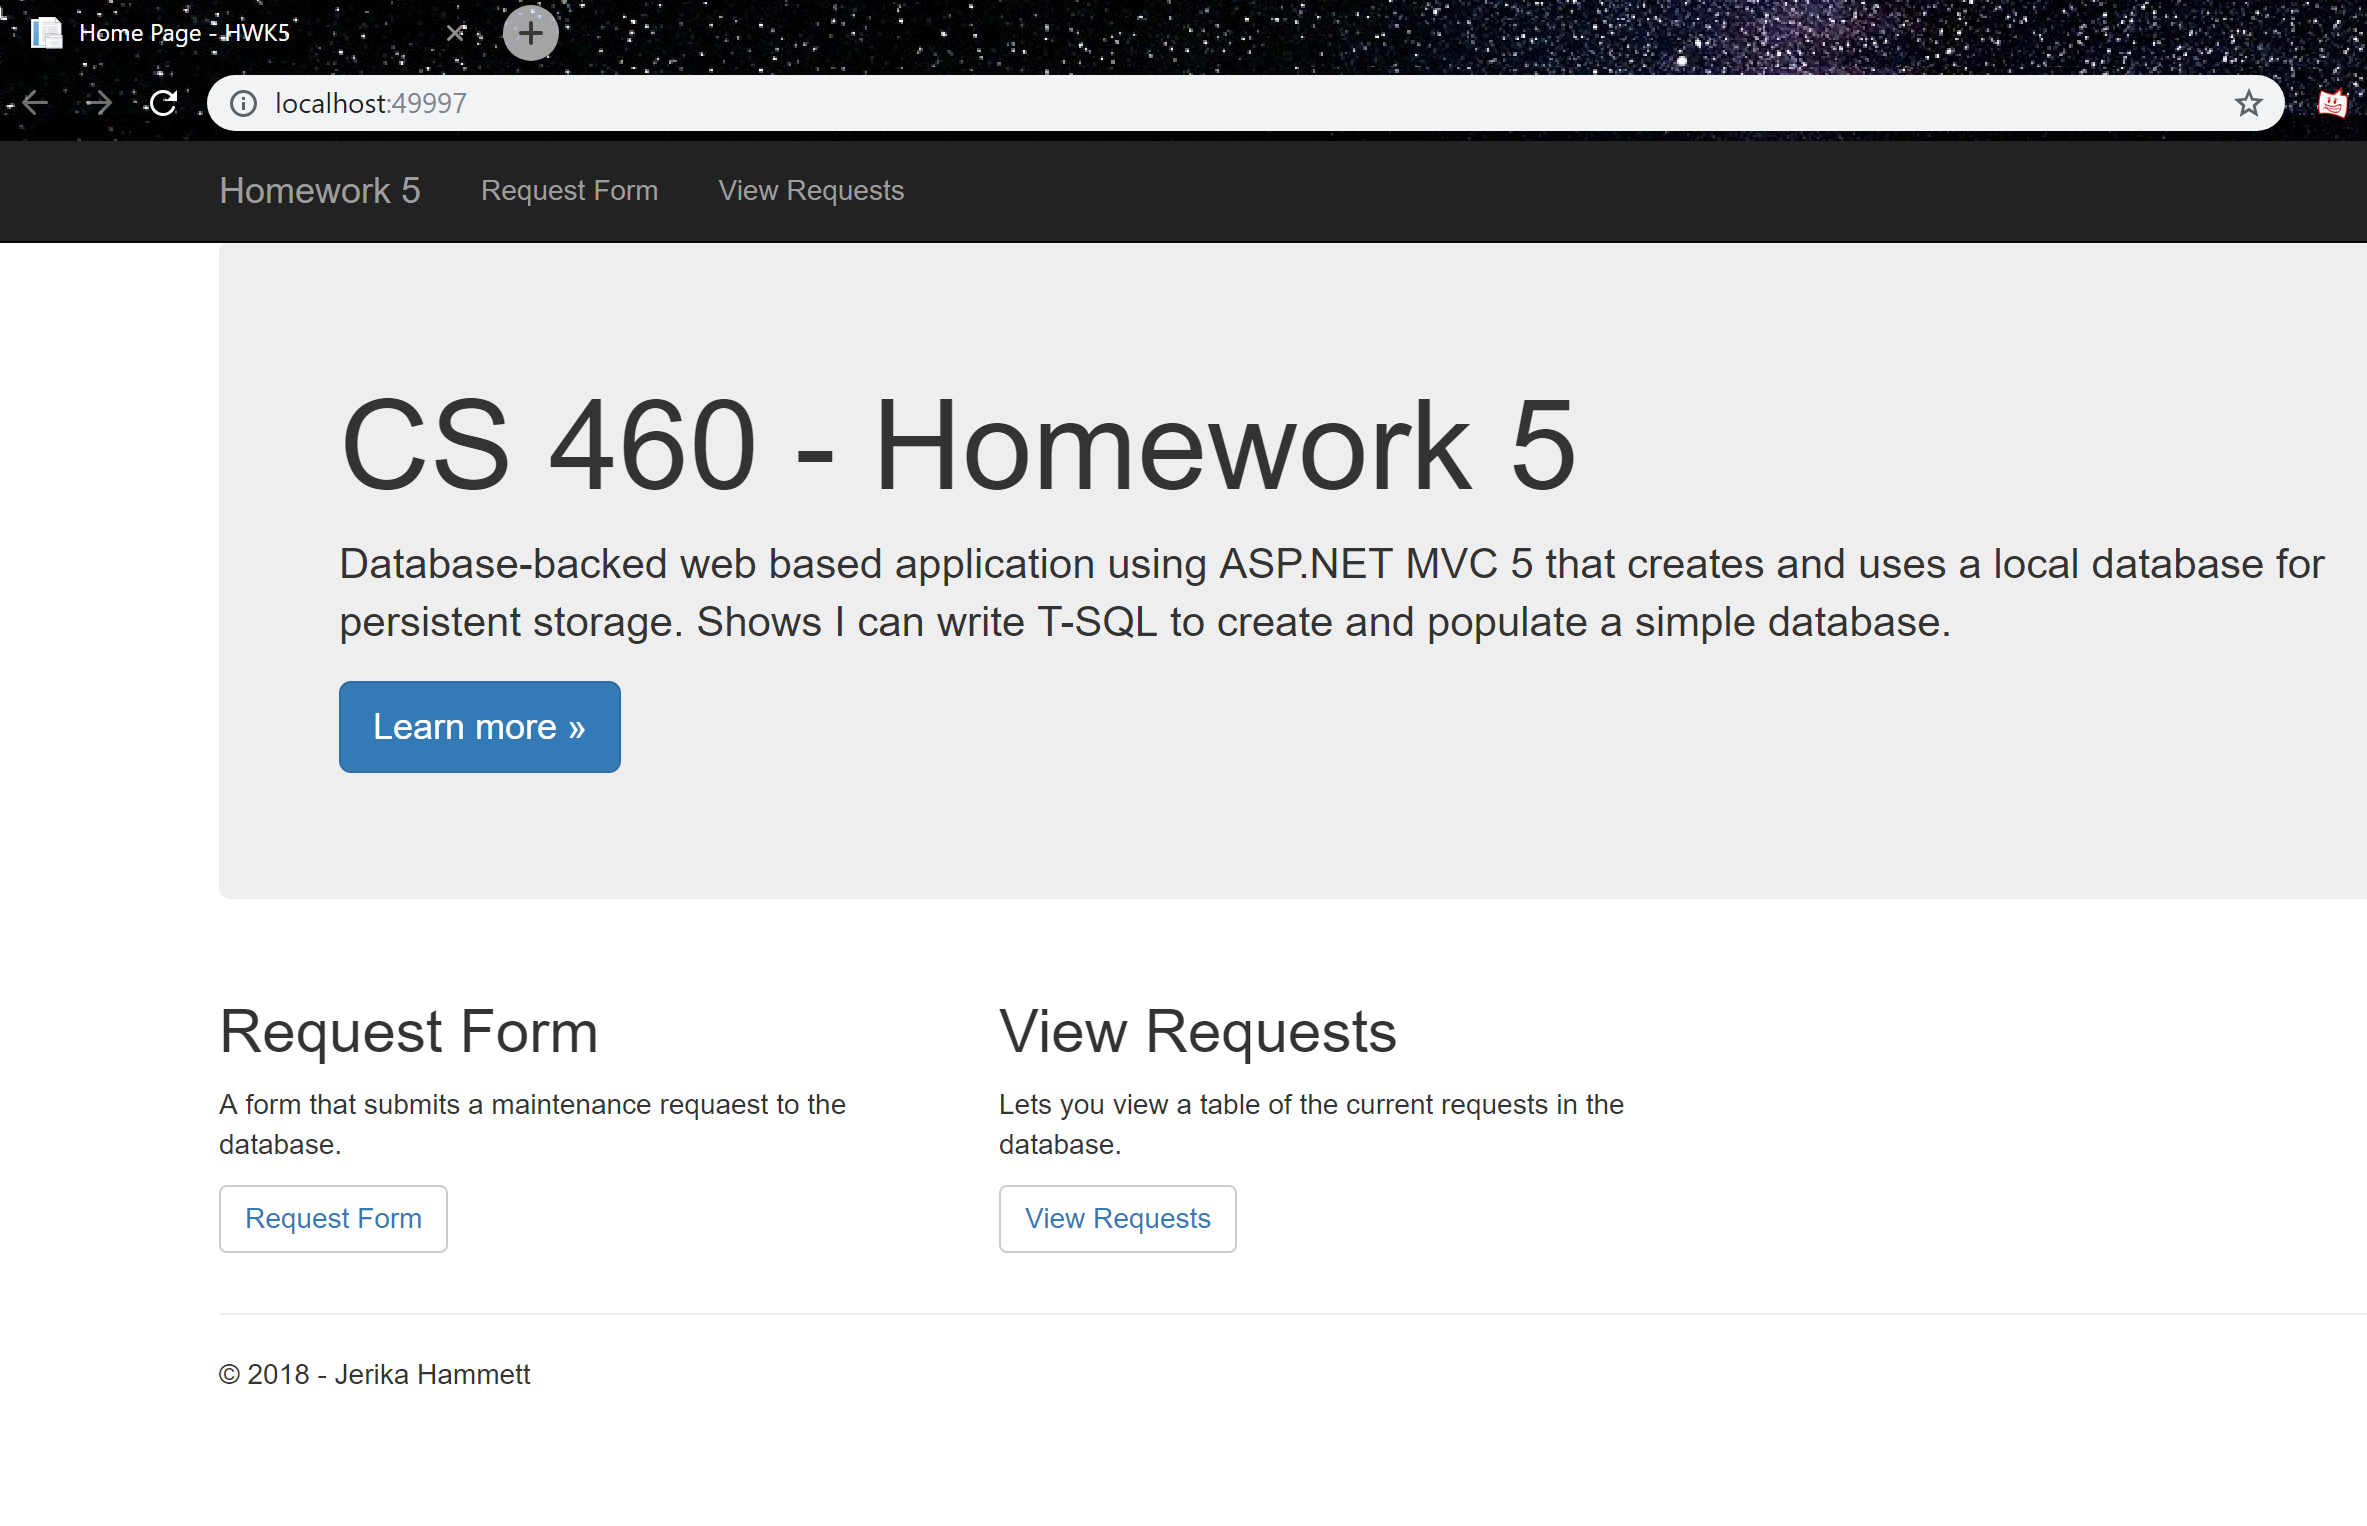 Home Page - HWK5
localhost:49997
Homework 5 Request Form View Requests
CS 460 - Homework 5
Database-backed web based application using ASP.NET MVC 5 that creates and uses a local database for
persistent storage. Shows I can write T-SQL to create and populate a simple database.
Learn more »
Request Form
A form that submits a maintenance requaest to the
database.
Request Form
View Requests
Lets you view a table of the current requests in the
database.
View Requests
© 2018 - Jerika Hammett